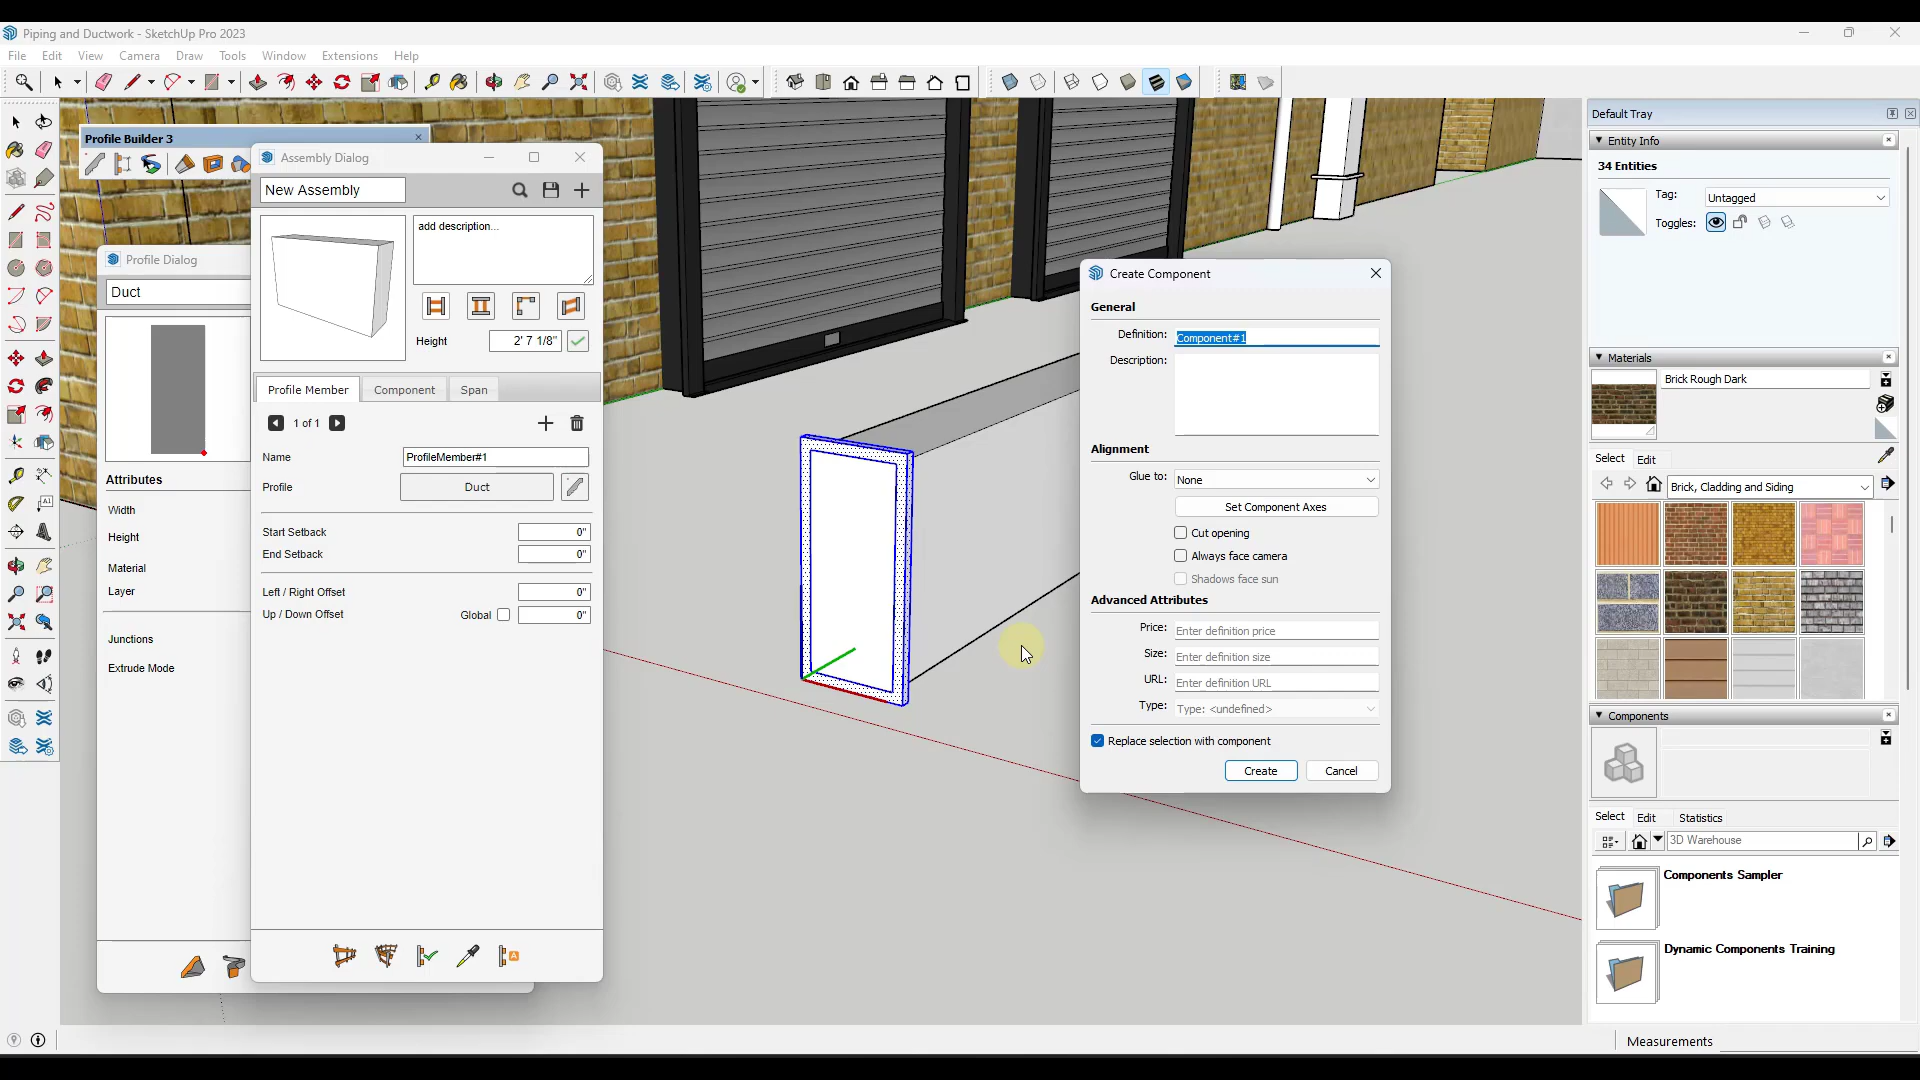 Piping and Ductwork - SketchUp Pro 2023
File Edit View Camera Draw Tools Window Extensions Help
Profile Builder 3
Assembly Dialog
New Assembly
add description...
Height 2' 7 1/8"
Profile Member Component Span
1 of 1
Name ProfileMember#1
Profile Duct
Start Setback 0"
End Setback 0"
Left / Right Offset 0"
Up / Down Offset Global 0"
Profile Dialog
Duct
Attributes
Width
Height
Material
Layer
Junctions
Extrude Mode
Create Component
General
Definition: Component#1
Description:
Alignment
Glue to: None
Set Component Axes
Cut opening
Always face camera
Shadows face sun
Advanced Attributes
Price: Enter definition price
Size: Enter definition size
URL: Enter definition URL
Type: Type: <undefined>
Replace selection with component
Create Cancel
Default Tray
Entity Info
34 Entities
Tag: Untagged
Toggles:
Materials
Brick Rough Dark
Select Edit
Brick, Cladding and Siding
Components
Select Edit Statistics
3D Warehouse
Components Sampler
Dynamic Components Training
Measurements